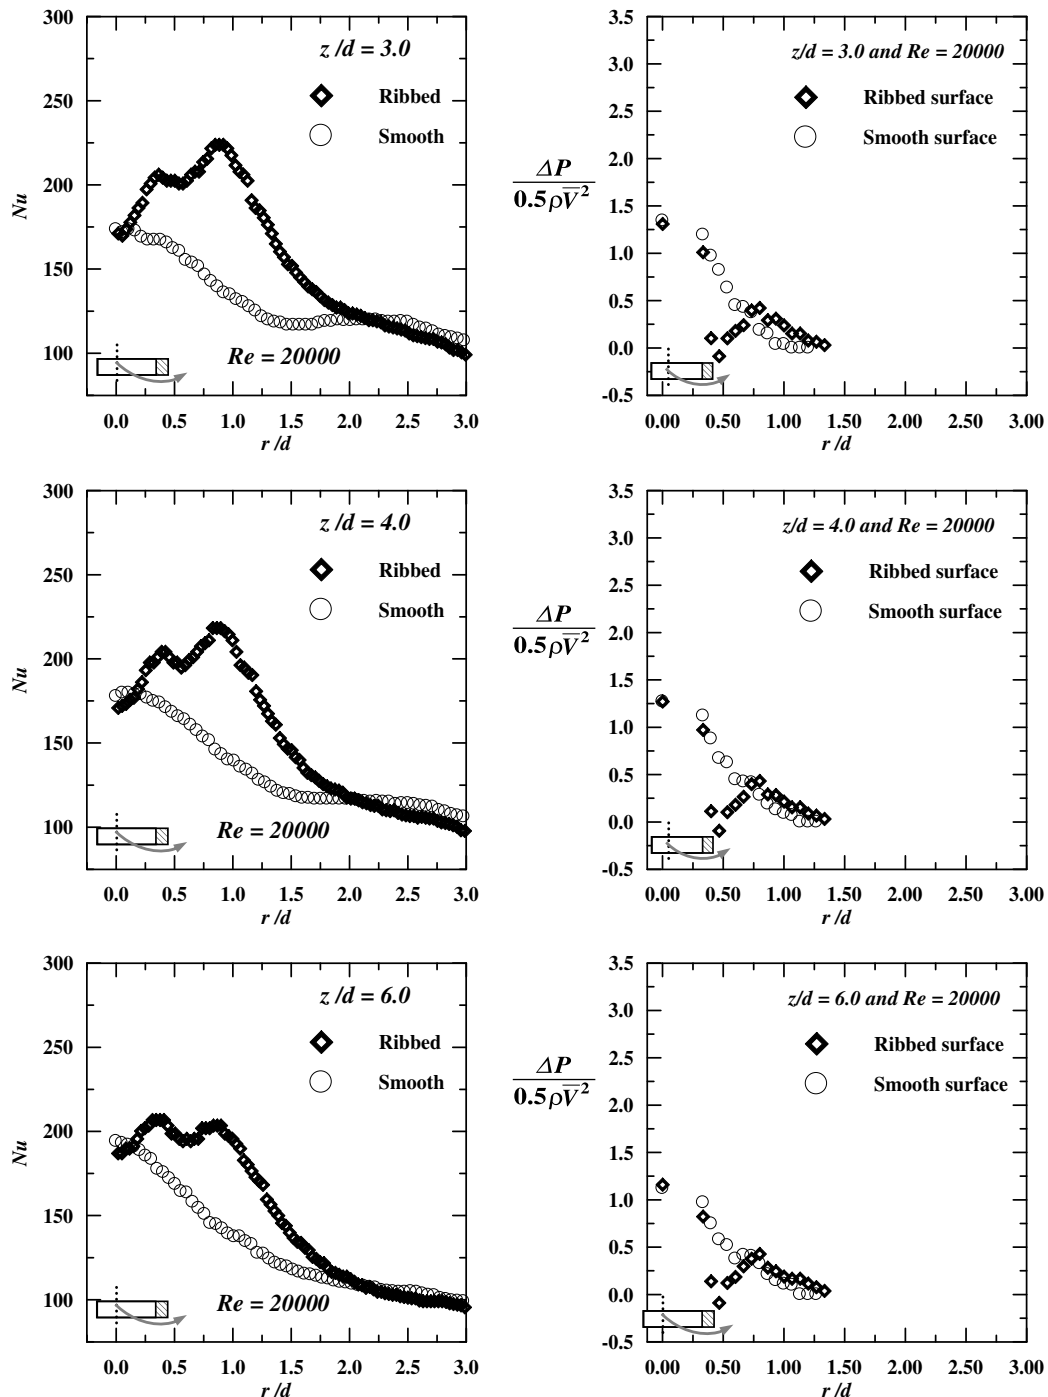 300
z/d = 3.0
Ribbed
Smooth
250
Nu
200
150
100
Re = 20000
0.0 0.5 1.0 1.5 2.0 2.5 3.0
r/d
ΔP
0.5ρV̅²
3.5
z/d = 3.0 and Re = 20000
3.0
Ribbed surface
2.5
Smooth surface
2.0
1.5
1.0
0.5
0.0
-0.5
0.00 0.50 1.00 1.50 2.00 2.50 3.00
r/d
300
z/d = 4.0
Ribbed
Smooth
250
Nu
200
150
100
Re = 20000
0.0 0.5 1.0 1.5 2.0 2.5 3.0
r/d
ΔP
0.5ρV̅²
3.5
z/d = 4.0 and Re = 20000
3.0
Ribbed surface
2.5
Smooth surface
2.0
1.5
1.0
0.5
0.0
-0.5
0.00 0.50 1.00 1.50 2.00 2.50 3.00
r/d
300
z/d = 6.0
Ribbed
Smooth
250
Nu
200
150
100
Re = 20000
0.0 0.5 1.0 1.5 2.0 2.5 3.0
r/d
ΔP
0.5ρV̅²
3.5
z/d = 6.0 and Re = 20000
3.0
Ribbed surface
2.5
Smooth surface
2.0
1.5
1.0
0.5
0.0
-0.5
0.00 0.50 1.00 1.50 2.00 2.50 3.00
r/d